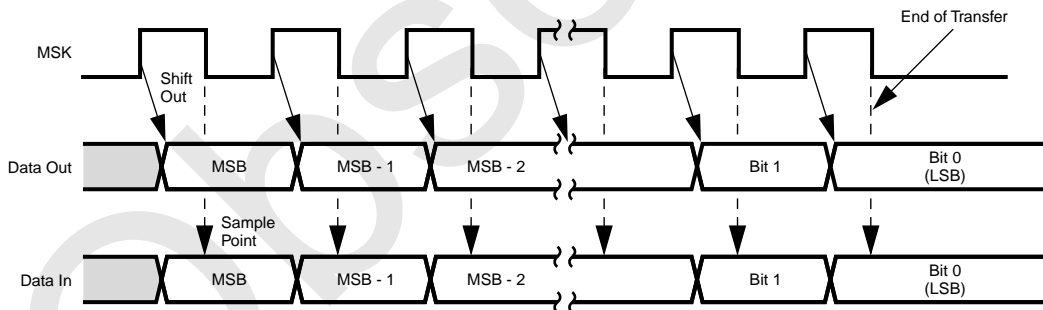 End of Transfer
MSK
Shift
Out
Data Out
MSB
MSB - 1
MSB - 2
Bit 1
Bit 0
(LSB)
Sample
Point
Data In
MSB
MSB - 1
MSB - 2
Bit 1
Bit 0
(LSB)